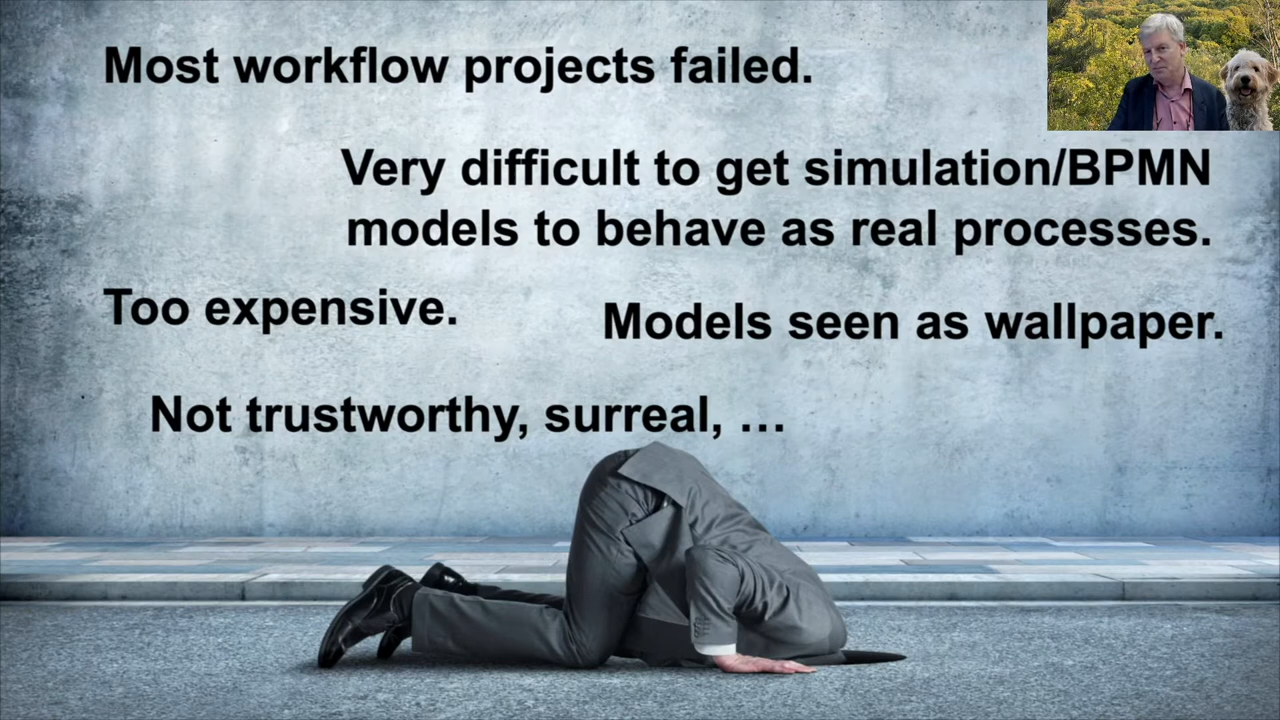 Most workflow projects failed.
Very difficult to get simulation/BPMN
models to behave as real processes.
Too expensive.
Models seen as wallpaper.
Not trustworthy, surreal, …